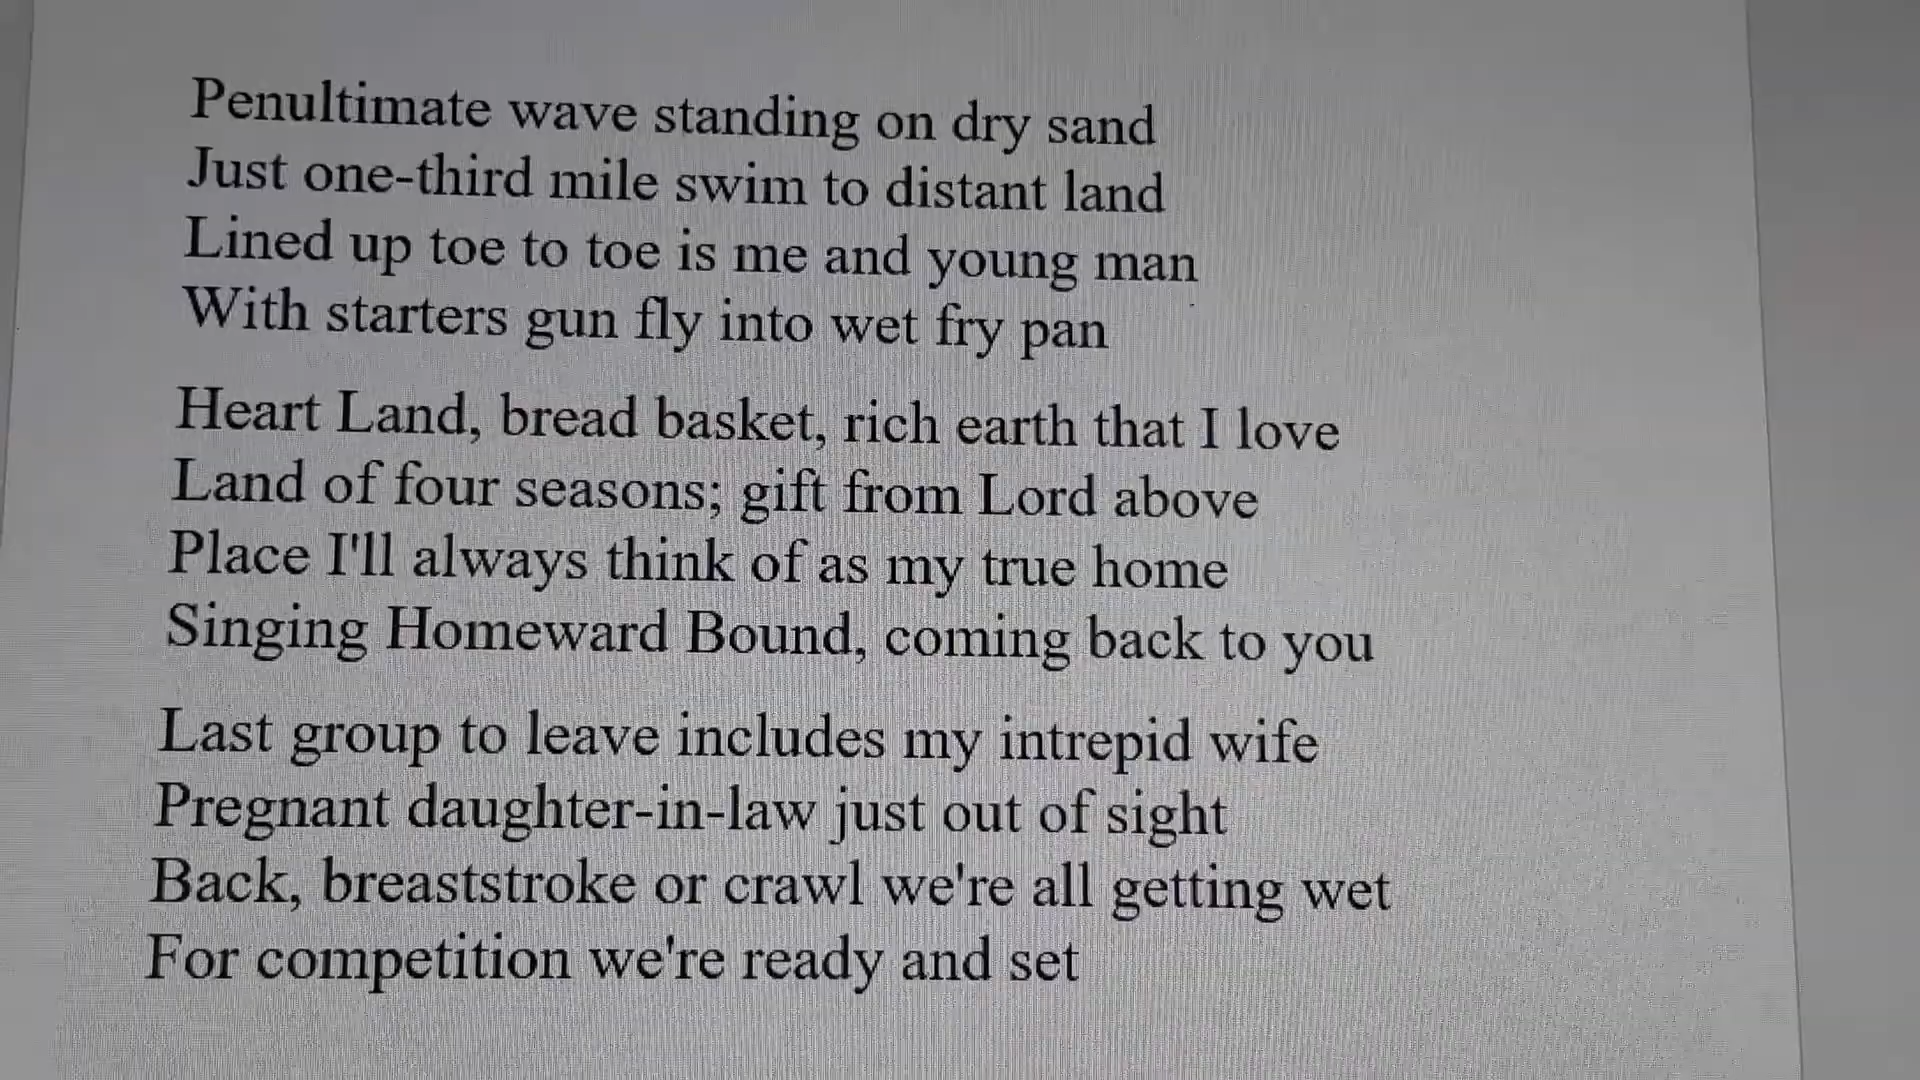 Penultimate wave standing on dry sand
Just one-third mile swim to distant land
Lined up toe to toe is me and young man
With starters gun fly into wet fry pan
Heart Land, bread basket, rich earth that I love
Land of four seasons; gift from Lord above
Place I'll always think of as my true home
Singing Homeward Bound, coming back to you
Last group to leave includes my intrepid wife
Pregnant daughter-in-law just out of sight
Back, breaststroke or crawl we're all getting wet
For competition we're ready and set